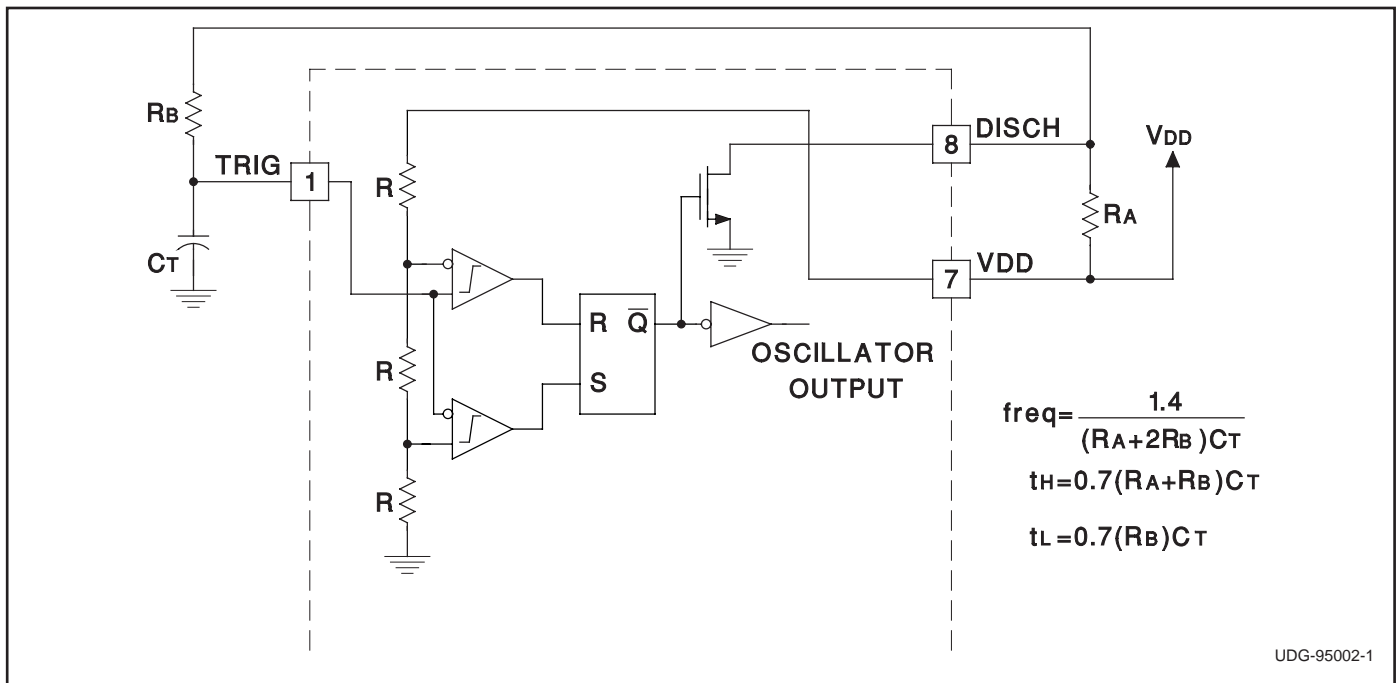 RB
TRIG
1
CT
R
R
R
R Q̅
S
8
DISCH
VDD
RA
7
VDD
OSCILLATOR
OUTPUT
freq= 1.4
(RA+2RB)CT
tH=0.7(RA+RB)CT
tL=0.7(RB)CT
UDG-95002-1